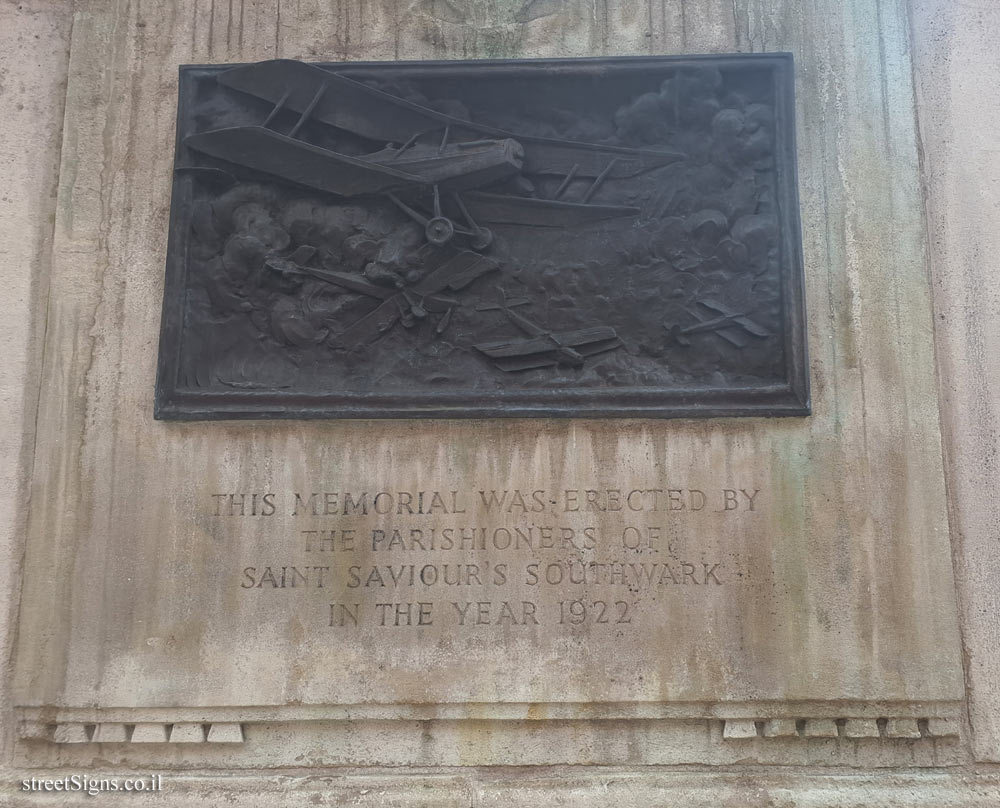 THIS MEMORIAL WAS ERECTED BY
THE PARISHIONERS OF
SAINT SAVIOUR'S SOUTHWARK
IN THE YEAR 1922
streetSigns.co.il